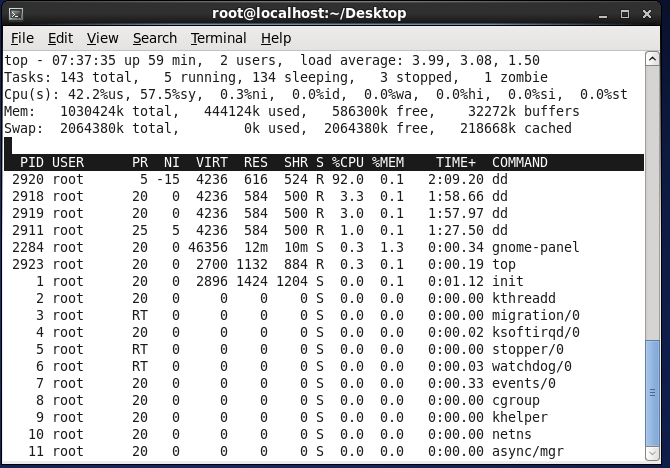 root@localhost:~/Desktop
File Edit View Search Terminal Help
top - 07:37:35 up 59 min,  2 users,  load average: 3.99, 3.08, 1.50
Tasks: 143 total,   5 running, 134 sleeping,   3 stopped,   1 zombie
Cpu(s): 42.2%us, 57.5%sy,  0.3%ni,  0.0%id,  0.0%wa,  0.0%hi,  0.0%si,  0.0%st
Mem:   1030424k total,   444124k used,   586300k free,    32272k buffers
Swap:  2064380k total,        0k used,  2064380k free,   218668k cached
  PID USER      PR  NI  VIRT  RES  SHR S %CPU %MEM    TIME+  COMMAND
 2920 root       5 -15  4236  616  524 R 92.0  0.1   2:09.20 dd
 2918 root      20   0  4236  584  500 R  3.3  0.1   1:58.66 dd
 2919 root      20   0  4236  584  500 R  3.0  0.1   1:57.97 dd
 2911 root      25   5  4236  584  500 R  1.0  0.1   1:27.50 dd
 2284 root      20   0 46356  12m  10m S  0.3  1.3   0:00.34 gnome-panel
 2923 root      20   0  2700 1132  884 R  0.3  0.1   0:00.19 top
    1 root      20   0  2896 1424 1204 S  0.0  0.1   0:01.12 init
    2 root      20   0     0    0    0 S  0.0  0.0   0:00.00 kthreadd
    3 root      RT   0     0    0    0 S  0.0  0.0   0:00.00 migration/0
    4 root      20   0     0    0    0 S  0.0  0.0   0:00.02 ksoftirqd/0
    5 root      RT   0     0    0    0 S  0.0  0.0   0:00.00 stopper/0
    6 root      RT   0     0    0    0 S  0.0  0.0   0:00.03 watchdog/0
    7 root      20   0     0    0    0 S  0.0  0.0   0:00.33 events/0
    8 root      20   0     0    0    0 S  0.0  0.0   0:00.00 cgroup
    9 root      20   0     0    0    0 S  0.0  0.0   0:00.00 khelper
   10 root      20   0     0    0    0 S  0.0  0.0   0:00.00 netns
   11 root      20   0     0    0    0 S  0.0  0.0   0:00.00 async/mgr